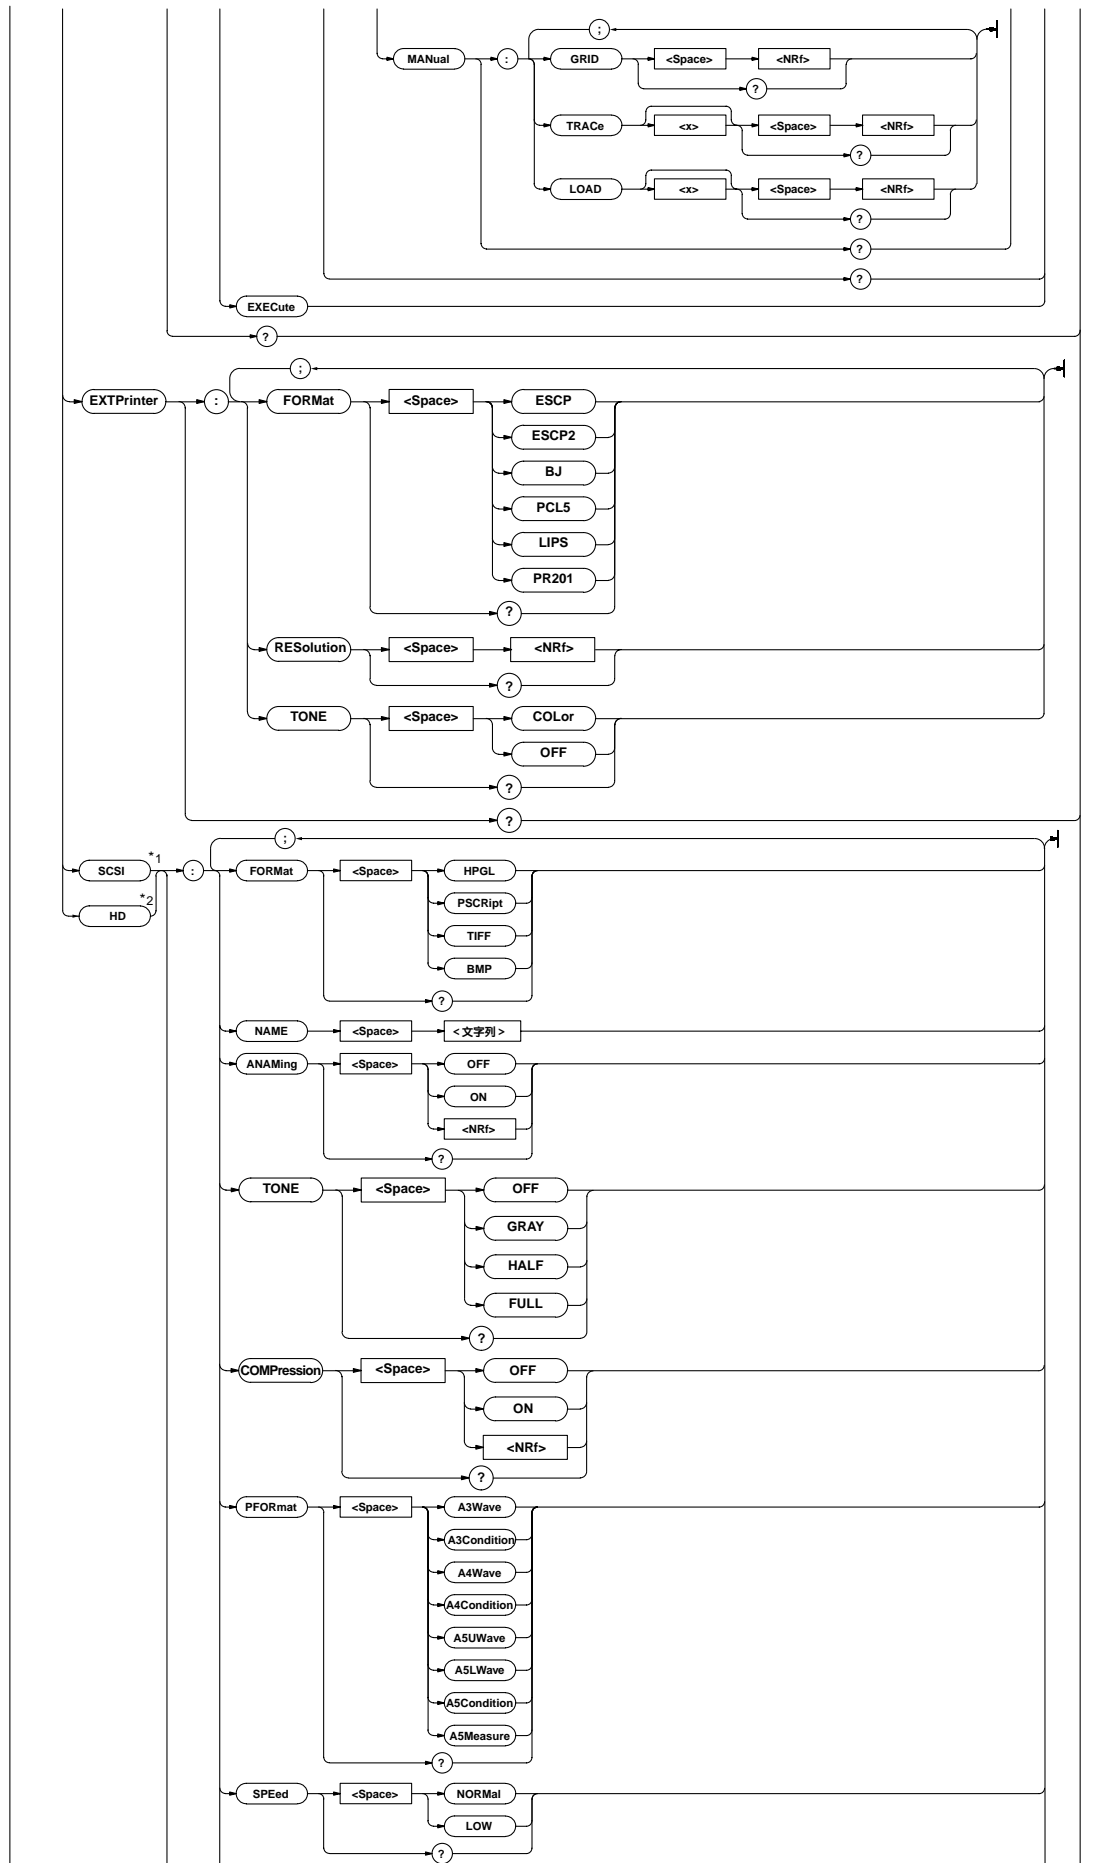 ;
MANual : GRID <Space> <NRf>
?
TRACe <x> <Space> <NRf>
?
LOAD <x> <Space> <NRf>
?
?
?
EXECute
?
;
EXTPrinter : FORMat <Space> ESCP
ESCP2
BJ
PCL5
LIPS
PR201
?
RESolution <Space> <NRf>
?
TONE <Space> COLor
OFF
?
?
;
SCSI *1 : FORMat <Space> HPGL
PSCRipt
HD *2
TIFF
BMP
?
NAME <Space> <文字列>
ANAMing <Space> OFF
ON
<NRf>
?
TONE <Space> OFF
GRAY
HALF
FULL
?
COMPression <Space> OFF
ON
<NRf>
?
PFORmat <Space> A3Wave
A3Condition
A4Wave
A4Condition
A5UWave
A5LWave
A5Condition
A5Measure
?
SPEed <Space> NORMal
LOW
?